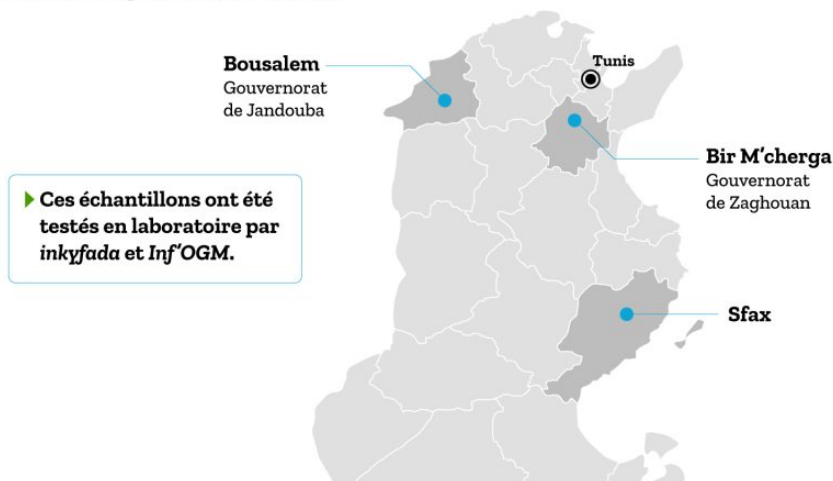 Bousalem
Gouvernorat
de Jandouba
Tunis
Bir M'cherga
Gouvernorat
de Zaghouan
Ces échantillons ont été
testés en laboratoire par
inkyfada et Inf'OGM.
Sfax